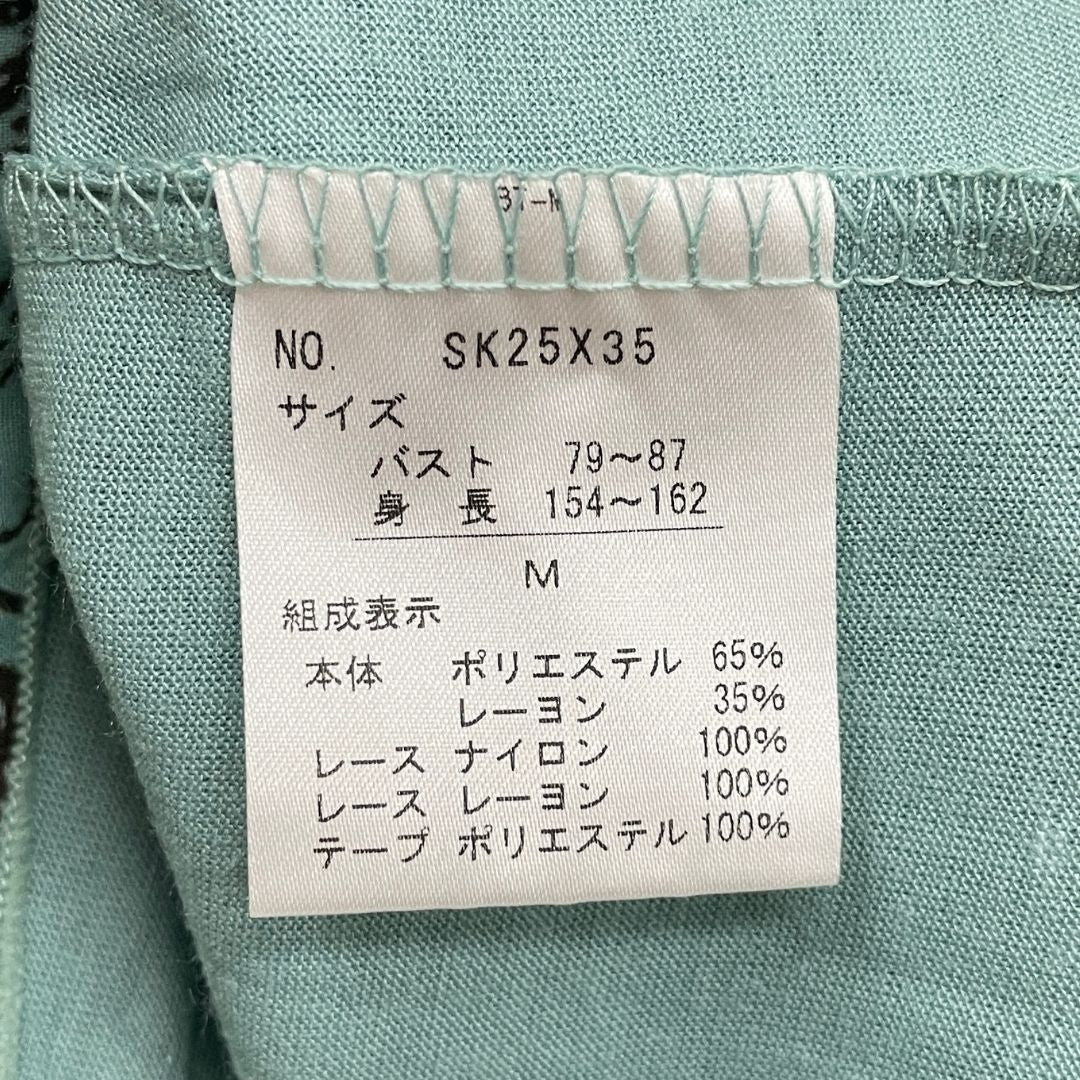 NO. SK25X35
サイズ
バスト 79～87
身 長 154～162
M
組成表示
本体 ポリエステル 65%
レーヨン 35%
レース ナイロン 100%
レース レーヨン 100%
テープ ポリエステル 100%